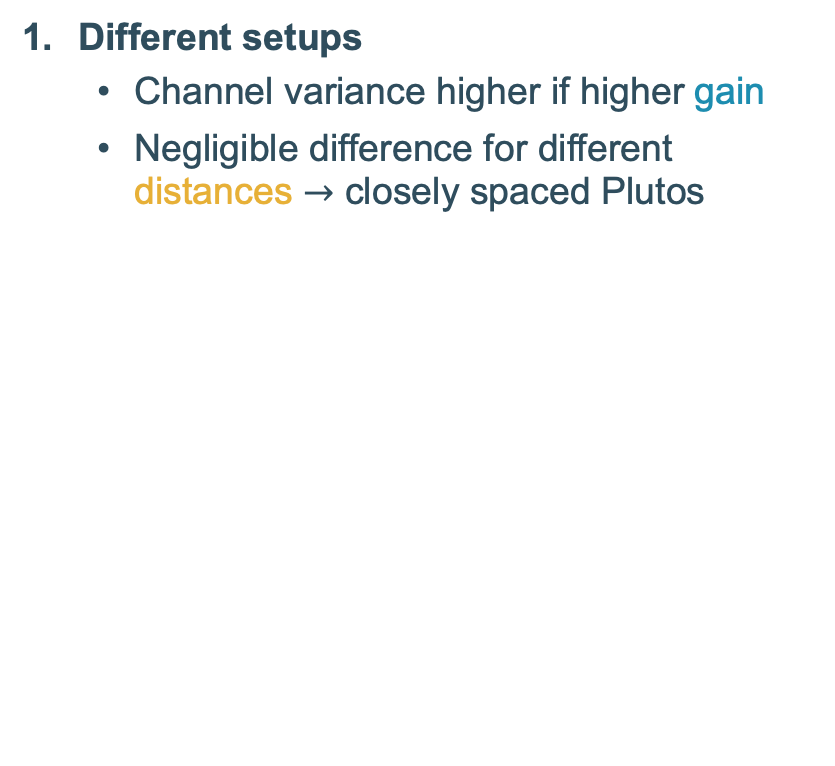 1. Different setups
• Channel variance higher if higher gain
• Negligible difference for different
distances → closely spaced Plutos